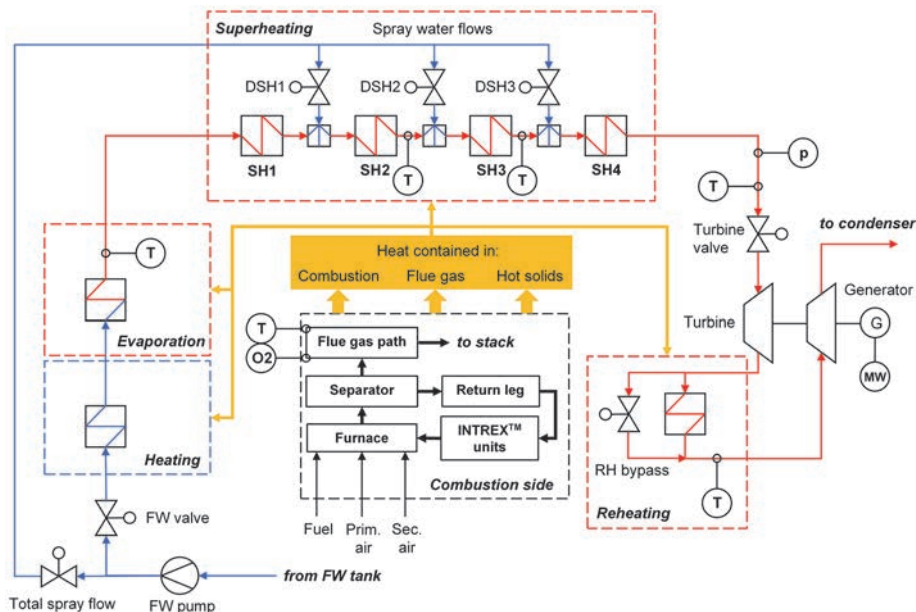 Superheating
Spray water flows
DSH1
DSH2
DSH3
SH1
SH2
T
SH3
T
SH4
p
T
Turbine
valve
to condenser
T
Evaporation
Heat contained in:
Combustion
Flue gas
Hot solids
Turbine
Generator
G
MW
T
O2
Flue gas path
to stack
Separator
Return leg
Furnace
INTREX™
units
Combustion side
Heating
RH bypass
T
Reheating
FW valve
Fuel
Prim.
air
Sec.
air
from FW tank
Total spray flow
FW pump